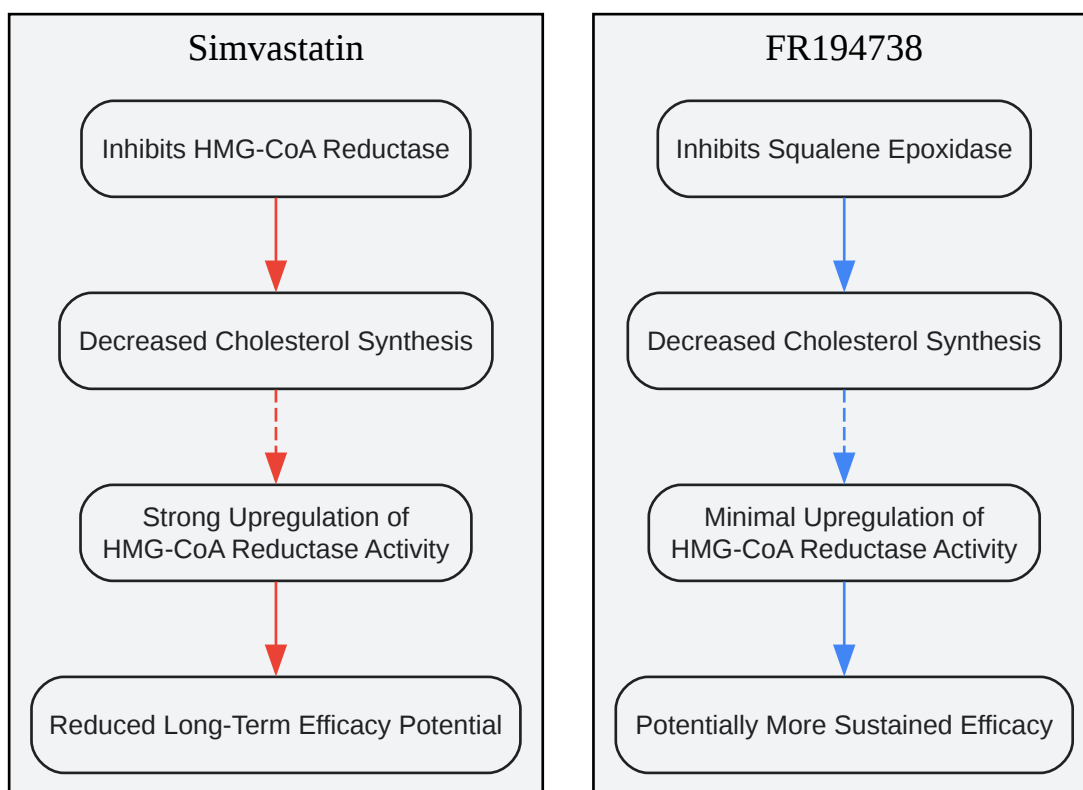 Simvastatin
Inhibits HMG-CoA Reductase
Decreased Cholesterol Synthesis
Strong Upregulation of
HMG-CoA Reductase Activity
Reduced Long-Term Efficacy Potential
FR194738
Inhibits Squalene Epoxidase
Decreased Cholesterol Synthesis
Minimal Upregulation of
HMG-CoA Reductase Activity
Potentially More Sustained Efficacy